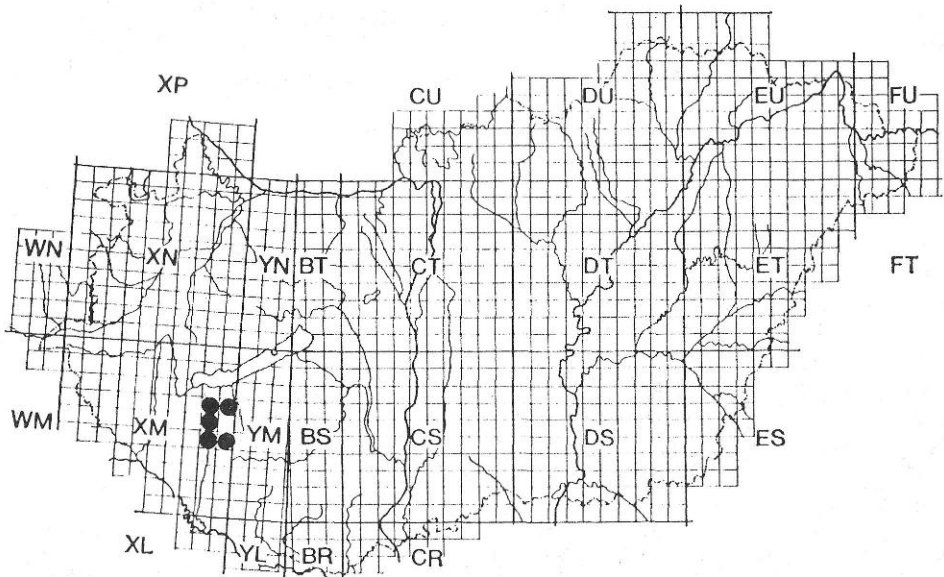 XP CU DU EU FU
WN XN YN BT CT DT ET FT
WM XM YM BS CS DS ES
XL YL BR CR